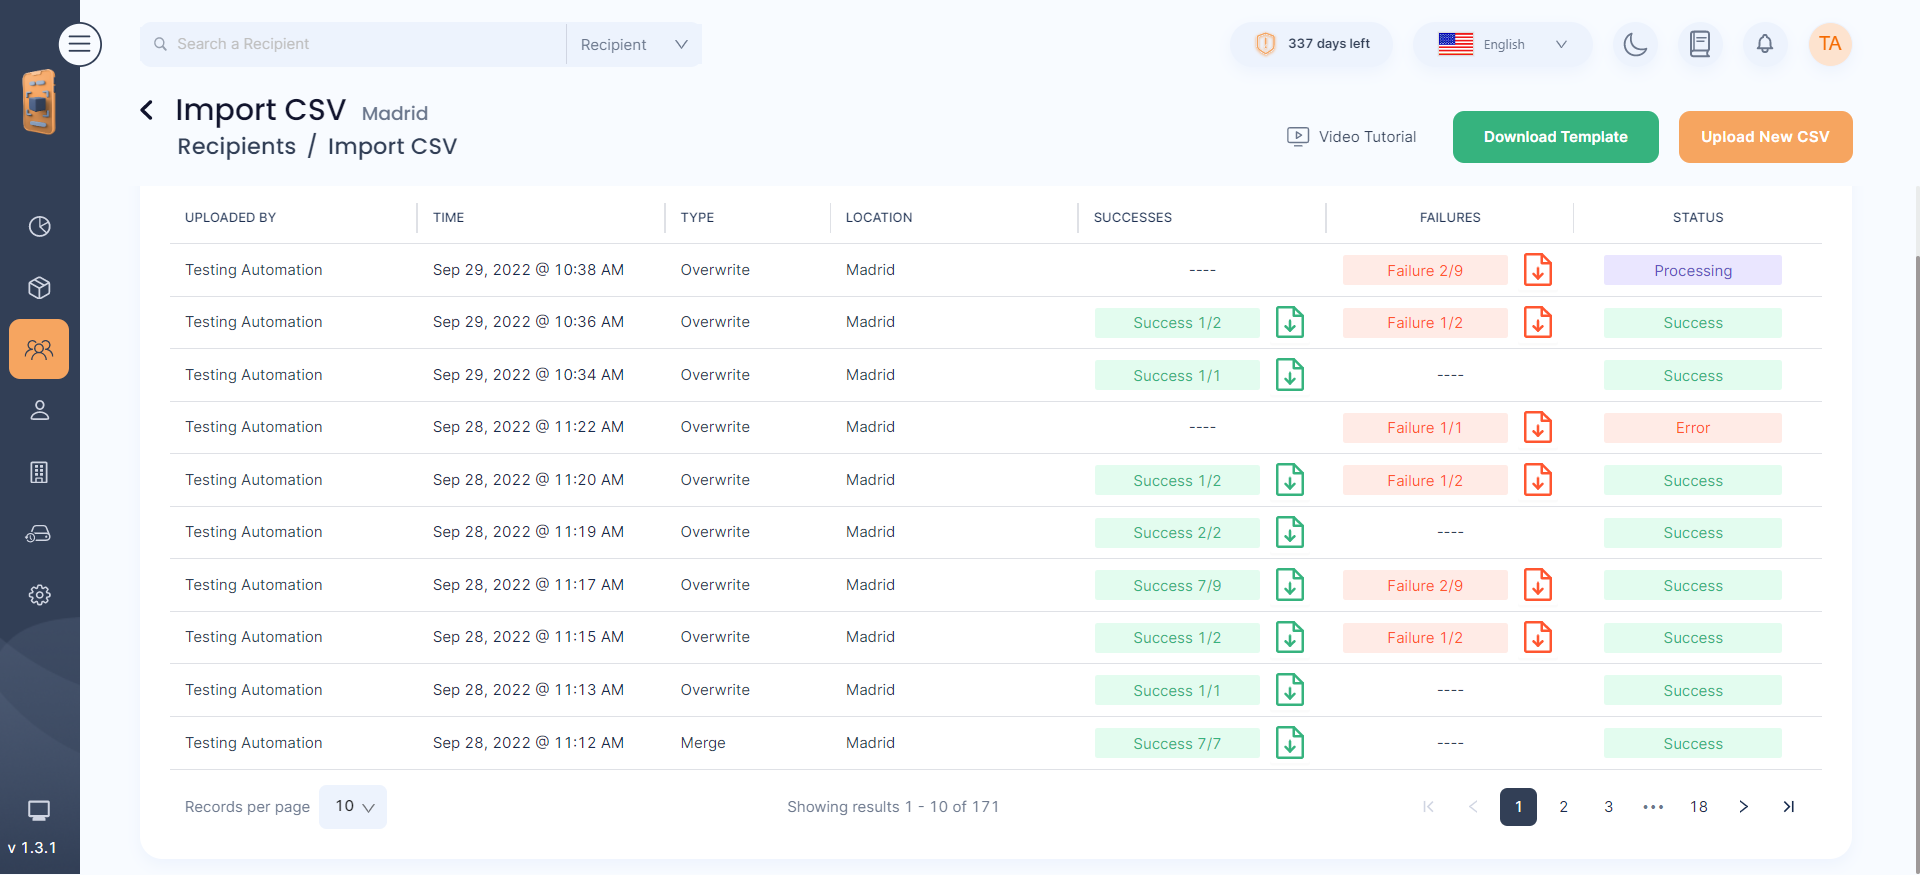 Search a Recipient
Recipient
337 days left
English
TA
Import CSV Madrid
Recipients / Import CSV
Video Tutorial
Download Template
Upload New CSV
UPLOADED BY TIME TYPE LOCATION SUCCESSES FAILURES STATUS
Testing Automation Sep 29, 2022 @ 10:38 AM Overwrite Madrid ---- Failure 2/9 Processing
Testing Automation Sep 29, 2022 @ 10:36 AM Overwrite Madrid Success 1/2 Failure 1/2 Success
Testing Automation Sep 29, 2022 @ 10:34 AM Overwrite Madrid Success 1/1 ---- Success
Testing Automation Sep 28, 2022 @ 11:22 AM Overwrite Madrid ---- Failure 1/1 Error
Testing Automation Sep 28, 2022 @ 11:20 AM Overwrite Madrid Success 1/2 Failure 1/2 Success
Testing Automation Sep 28, 2022 @ 11:19 AM Overwrite Madrid Success 2/2 ---- Success
Testing Automation Sep 28, 2022 @ 11:17 AM Overwrite Madrid Success 7/9 Failure 2/9 Success
Testing Automation Sep 28, 2022 @ 11:15 AM Overwrite Madrid Success 1/2 Failure 1/2 Success
Testing Automation Sep 28, 2022 @ 11:13 AM Overwrite Madrid Success 1/1 ---- Success
Testing Automation Sep 28, 2022 @ 11:12 AM Merge Madrid Success 7/7 ---- Success
Records per page 10
Showing results 1 - 10 of 171
1 2 3 ••• 18
v 1.3.1